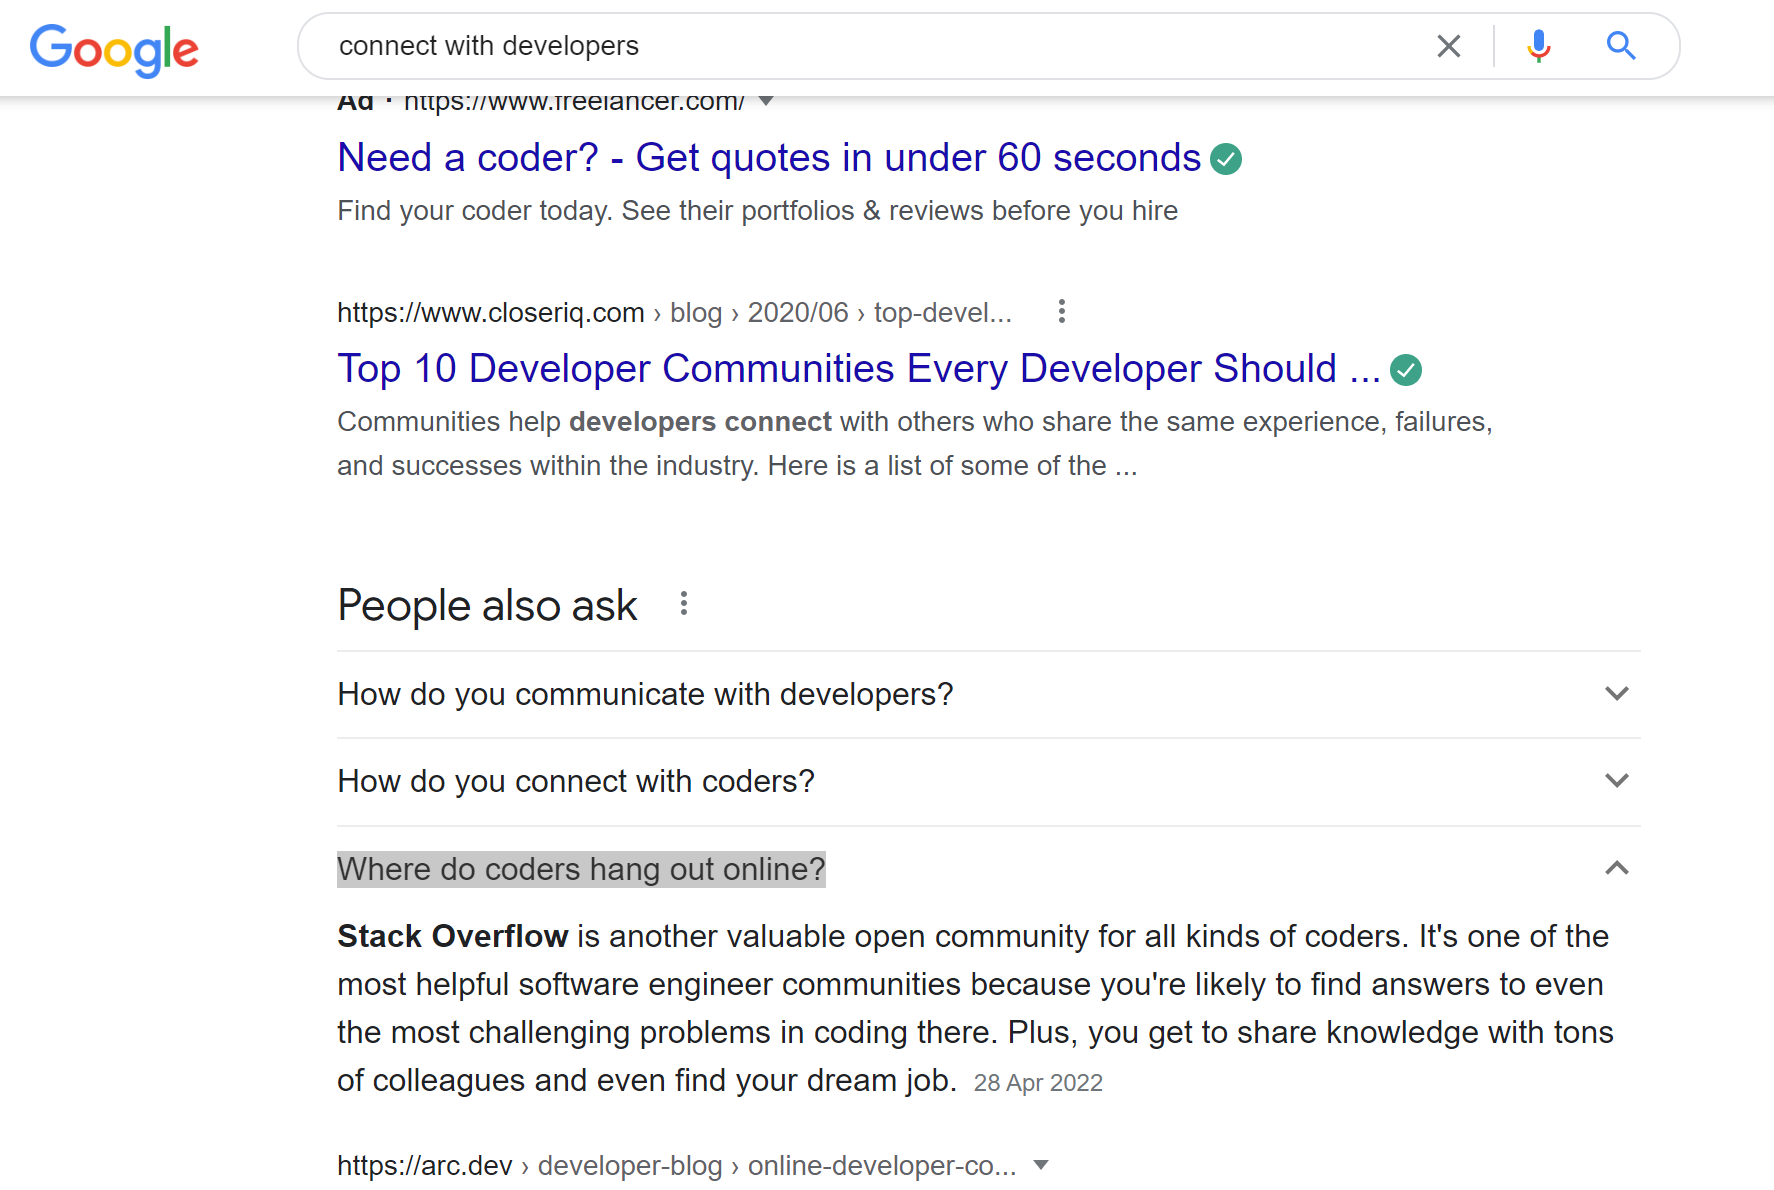 Google
connect with developers
Ad · https://www.freelancer.com/
Need a coder? - Get quotes in under 60 seconds
Find your coder today. See their portfolios & reviews before you hire
https://www.closeriq.com › blog › 2020/06 › top-devel...
Top 10 Developer Communities Every Developer Should ...
Communities help developers connect with others who share the same experience, failures,
and successes within the industry. Here is a list of some of the ...
People also ask
How do you communicate with developers?
How do you connect with coders?
Where do coders hang out online?
Stack Overflow is another valuable open community for all kinds of coders. It's one of the
most helpful software engineer communities because you're likely to find answers to even
the most challenging problems in coding there. Plus, you get to share knowledge with tons
of colleagues and even find your dream job. 28 Apr 2022
https://arc.dev › developer-blog › online-developer-co...